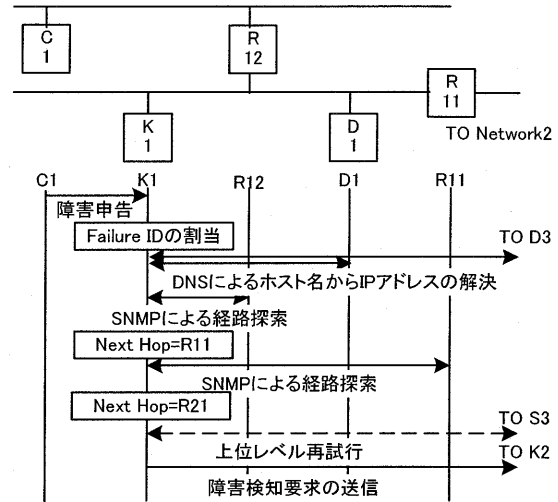 C
1
R
12
R
11
K
1
D
1
TO Network2
C1 K1 R12 D1 R11
障害申告
Failure IDの割当
TO D3
DNSによるホスト名からIPアドレスの解決
SNMPによる経路探索
Next Hop=R11
SNMPによる経路探索
Next Hop=R21
TO S3
上位レベル再試行
TO K2
障害検知要求の送信